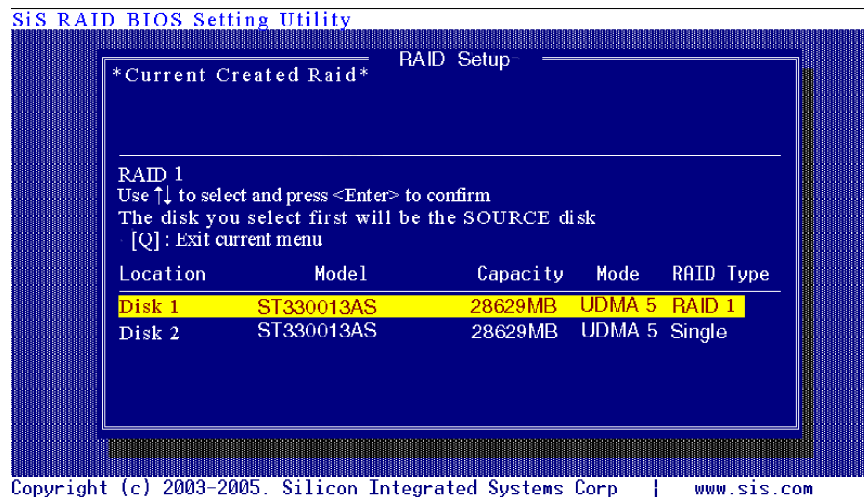 SiS RAID BIOS Setting Utility
RAID Setup
*Current Created Raid*
RAID 1
Use ↑↓ to select and press <Enter> to confirm
The disk you select first will be the SOURCE disk
[Q] : Exit current menu
Location Model Capacity Mode RAID Type
Disk 1 ST330013AS 28629MB UDMA 5 RAID 1
Disk 2 ST330013AS 28629MB UDMA 5 Single
Copyright (c) 2003-2005. Silicon Integrated Systems Corp | www.sis.com